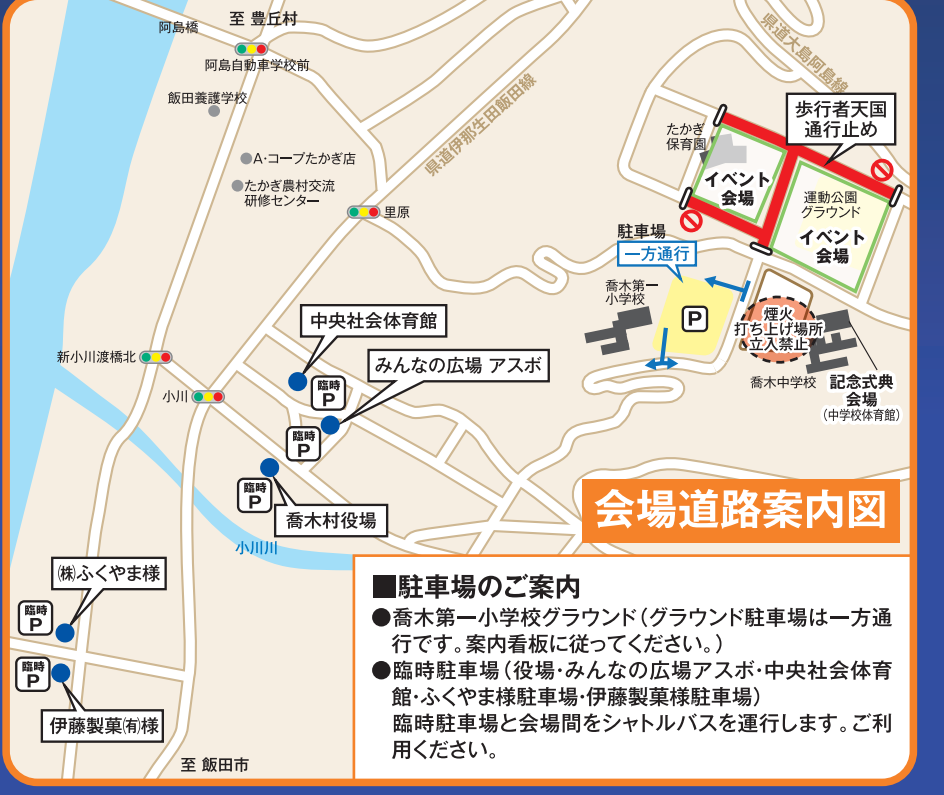 至 豊丘村
阿島橋
阿島自動車学校前
飯田養護学校
A・コープたかぎ店
たかぎ農村交流
研修センター
県道伊那生田飯田線
里原
県道大島阿島線
歩行者天国
通行止め
たかぎ
保育園
イベント
会場
運動公園
グラウンド
イベント
会場
駐車場
一方通行
喬木第一
小学校
P
煙火
打ち上げ場所
立入禁止
喬木中学校
記念式典
会場
(中学校体育館)
中央社会体育館
臨時
P
みんなの広場 アスボ
臨時
P
新小川渡橋北
小川
臨時
P
喬木村役場
小川川
㈱ふくやま様
臨時
P
臨時
P
伊藤製菓㈲様
至 飯田市
会場道路案内図
■駐車場のご案内
●喬木第一小学校グラウンド(グラウンド駐車場は一方通
行です。案内看板に従ってください。)
●臨時駐車場(役場・みんなの広場アスボ・中央社会体育
館・ふくやま様駐車場・伊藤製菓様駐車場)
臨時駐車場と会場間をシャトルバスを運行します。ご利
用ください。